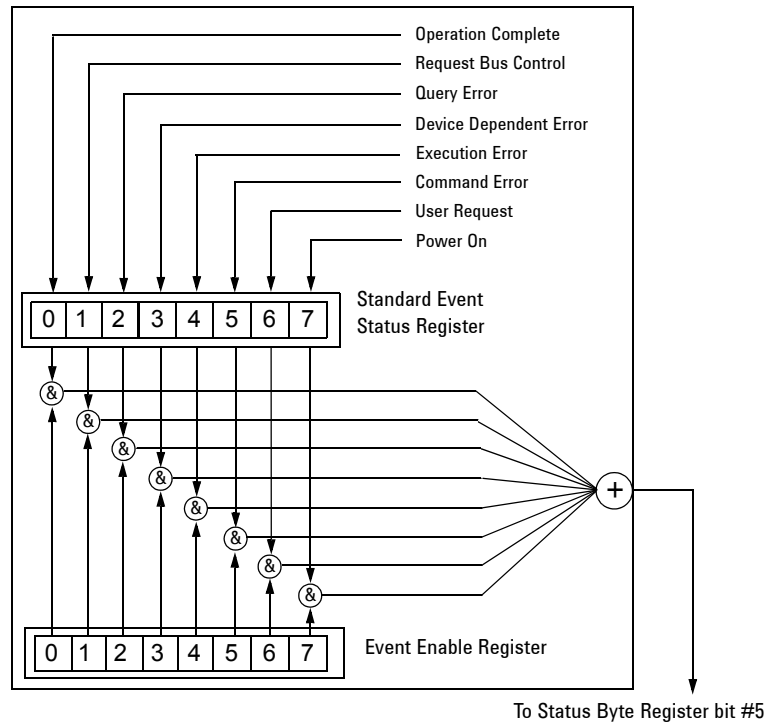 Operation Complete
Request Bus Control
Query Error
Device Dependent Error
Execution Error
Command Error
User Request
Power On
0 1 2 3 4 5 6 7
Standard Event
Status Register
&
&
&
&
&
&
&
&
+
0 1 2 3 4 5 6 7
Event Enable Register
To Status Byte Register bit #5